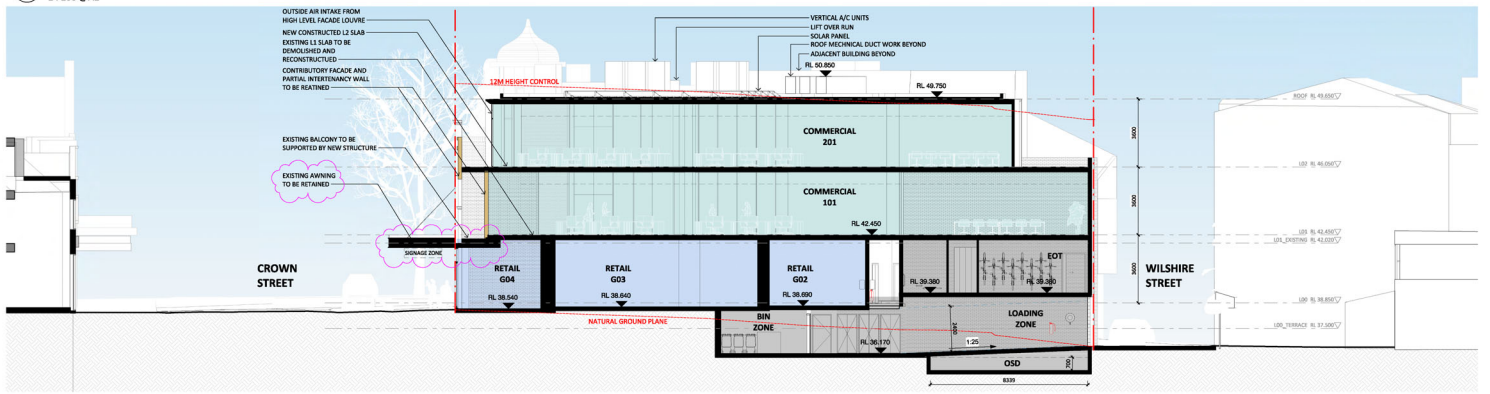 OUTSIDE AIR INTAKE FROM
HIGH LEVEL FACADE LOUVRE
NEW CONSTRUCTED L2 SLAB
EXISTING L1 SLAB TO BE
DEMOLISHED AND
RECONSTRUCTUED
CONTRIBUTORY FACADE AND
PARTIAL INTERTENANCY WALL
TO BE REATINED
EXISTING BALCONY TO BE
SUPPORTED BY NEW STRUCTURE
EXISTING AWNING
TO BE RETAINED
SIGNAGE ZONE
VERTICAL A/C UNITS
LIFT OVER RUN
SOLAR PANEL
ROOF MECHNICAL DUCT WORK BEYOND
ADJACENT BUILDING BEYOND
RL 50.850
12M HEIGHT CONTROL
RL 49.750
COMMERCIAL
201
COMMERCIAL
101
RL 42.450
CROWN
STREET
RETAIL
G04
RL 38.540
RETAIL
G03
RL 38.640
RETAIL
G02
RL 38.690
RL 39.380
EOT
RL 39.380
NATURAL GROUND PLANE
BIN
ZONE
RL 36.170
3400
1:25
LOADING
ZONE
OSD
700
8339
3600
3600
3600
WILSHIRE
STREET
ROOF RL 49.650
L02 RL 46.050
L01 RL 42.450
L01_EXISTING RL 42.020
L00 RL 38.850
L00_TERRACE RL 37.500